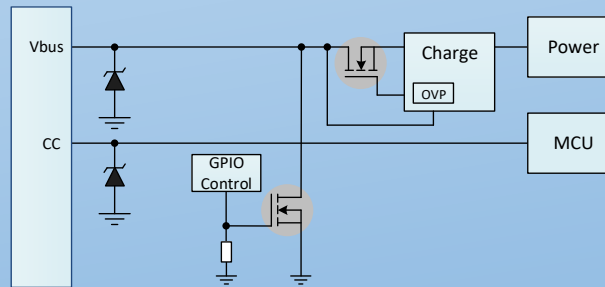 Vbus
Charge
Power
OVP
CC
MCU
GPIO
Control